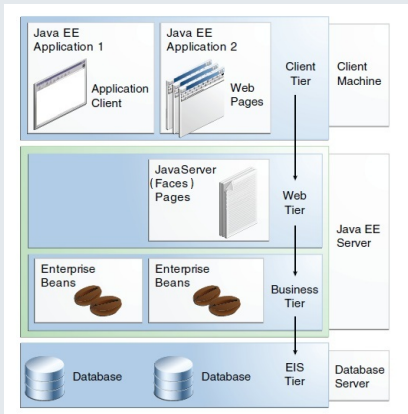 Java EE
Application 1
Application
Client
Java EE
Application 2
Web
Pages
Client
Tier
Client
Machine
JavaServer
(Faces)
Pages
Web
Tier
Java EE
Server
Enterprise
Beans
Enterprise
Beans
Business
Tier
Database
Database
EIS
Tier
Database
Server